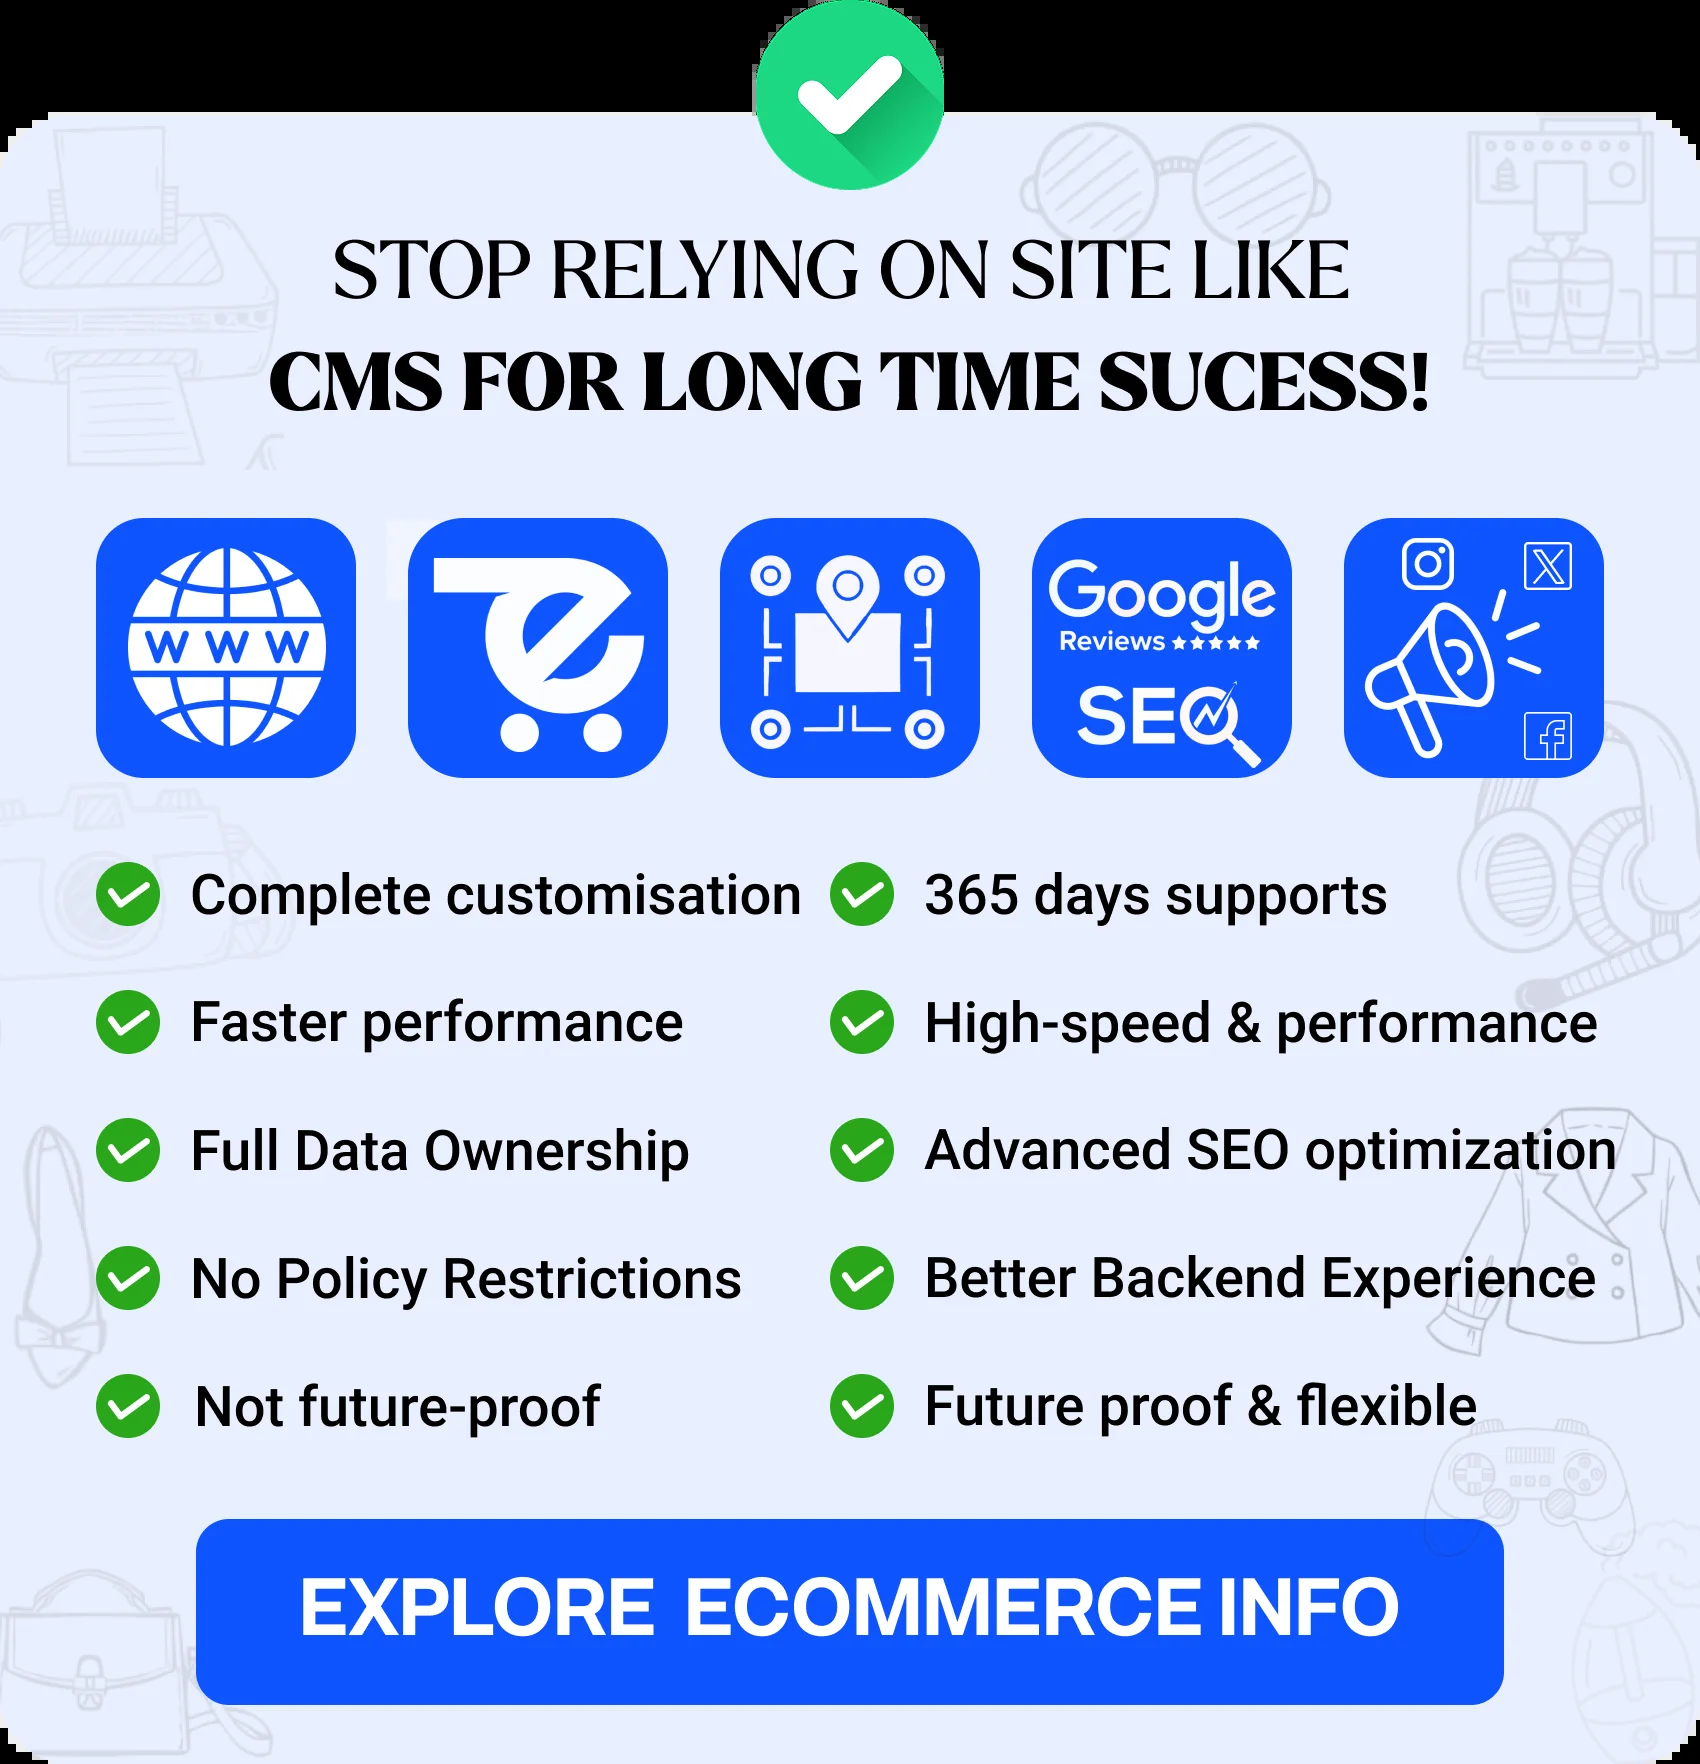 STOP RELYING ON SITE LIKE
CMS FOR LONG TIME SUCESS!
W W W
Google
Reviews
SEO
Complete customisation
365 days supports
Faster performance
High-speed & performance
Full Data Ownership
Advanced SEO optimization
No Policy Restrictions
Better Backend Experience
Not future-proof
Future proof & flexible
EXPLORE ECOMMERCE INFO